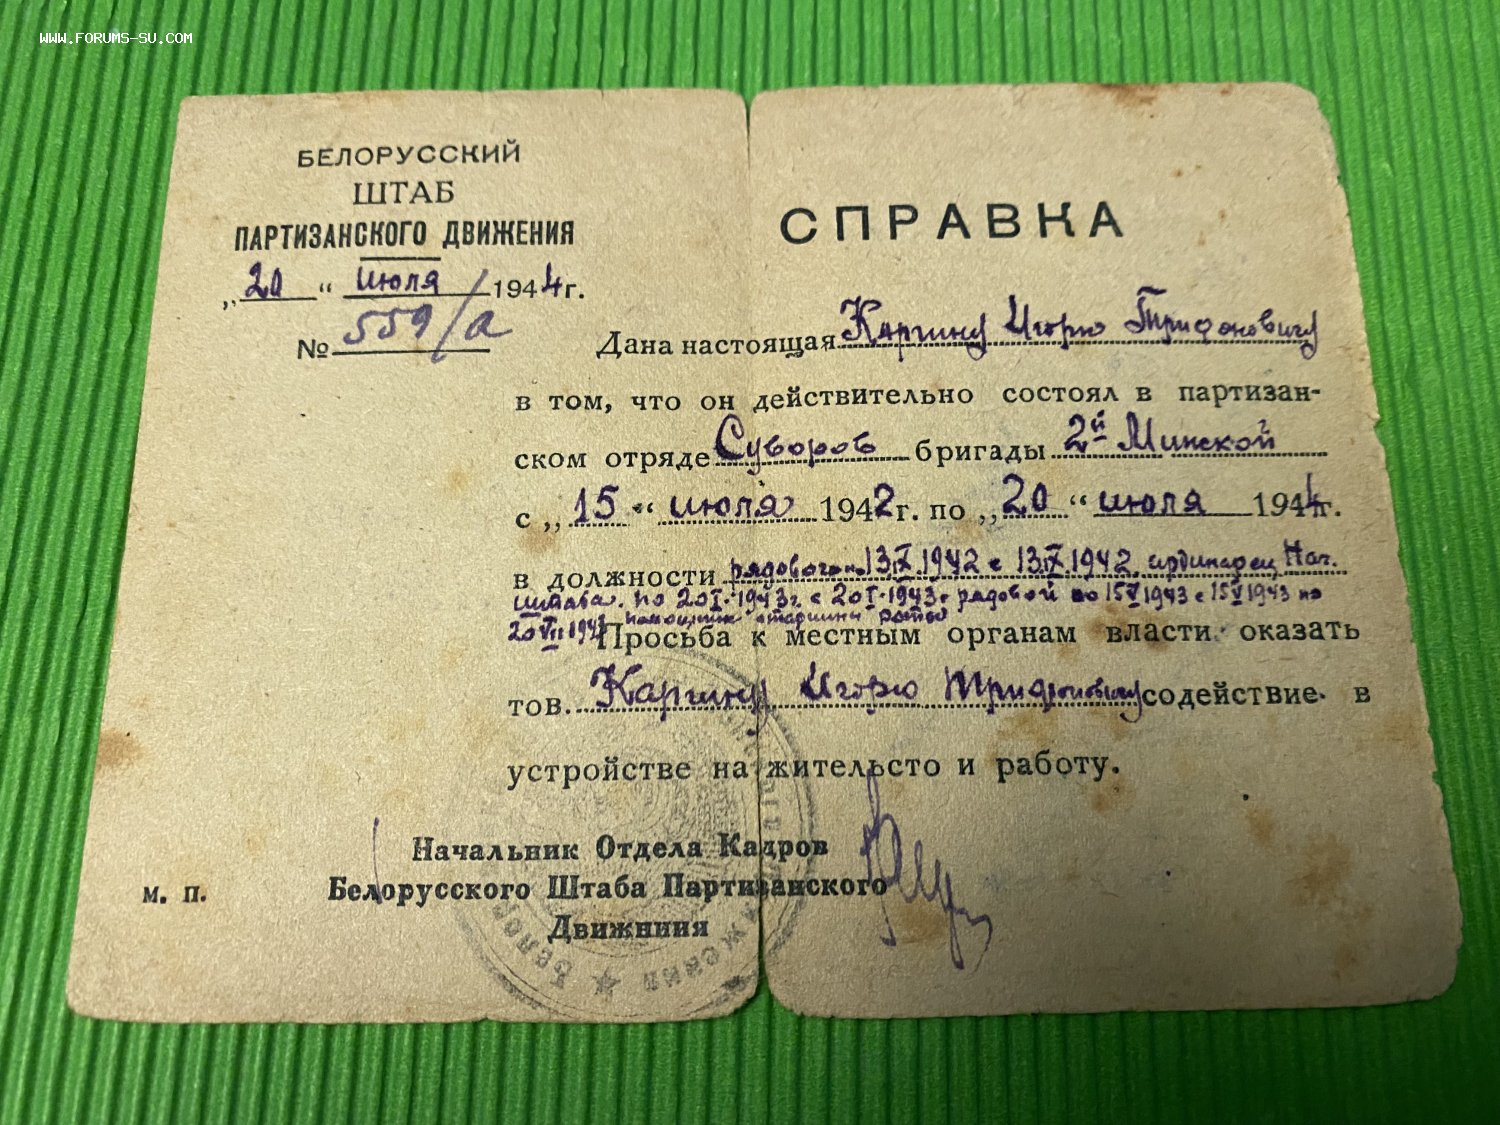 WWW.FORUMS-SU.COM
БЕЛОРУССКИЙ
ШТАБ
ПАРТИЗАНСКОГО ДВИЖЕНИЯ
„20“ июля 1944г.
№ 559/а
СПРАВКА
Дана настоящая Каргину Игорю Трифоновичу
в том, что он действительно состоял в партизан-
ском отряде Суворов бригады 2й Минской
с „15“ июля 1942г. по „20“ июля 1944г.
в должности рядового по 13.IX.1942 с 13.IX.1942 ординарец Нач.
штаба. по 20 I.1943г. с 20 I.1943г рядовой по 15 V 1943 с 15 V 1943 по
20 VII 194 помощник старшины роты
Просьба к местным органам власти оказать
тов. Каргину Игорю Трифоновичу содействие в
устройстве на жительсто и работу.
Начальник Отдела Кадров
м. п. Белорусского Штаба Партизанского
Движниия